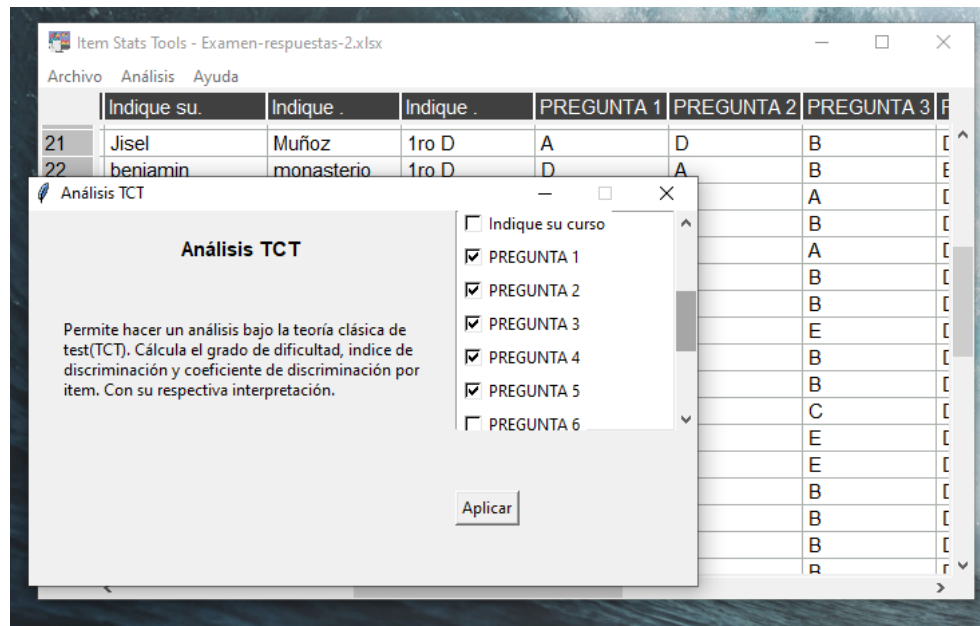 Item Stats Tools - Examen-respuestas-2.xlsx
Archivo Análisis Ayuda
Indique su. Indique . Indique . PREGUNTA 1 PREGUNTA 2 PREGUNTA 3
21 Jisel Muñoz 1ro D A D B
22 benjamin monasterio 1ro D D A B
A
B
A
B
B
E
B
B
C
E
E
B
B
B
B
Análisis TCT
Análisis TCT
Permite hacer un análisis bajo la teoría clásica de
test(TCT). Cálcula el grado de dificultad, indice de
discriminación y coeficiente de discriminación por
item. Con su respectiva interpretación.
Indique su curso
PREGUNTA 1
PREGUNTA 2
PREGUNTA 3
PREGUNTA 4
PREGUNTA 5
PREGUNTA 6
Aplicar